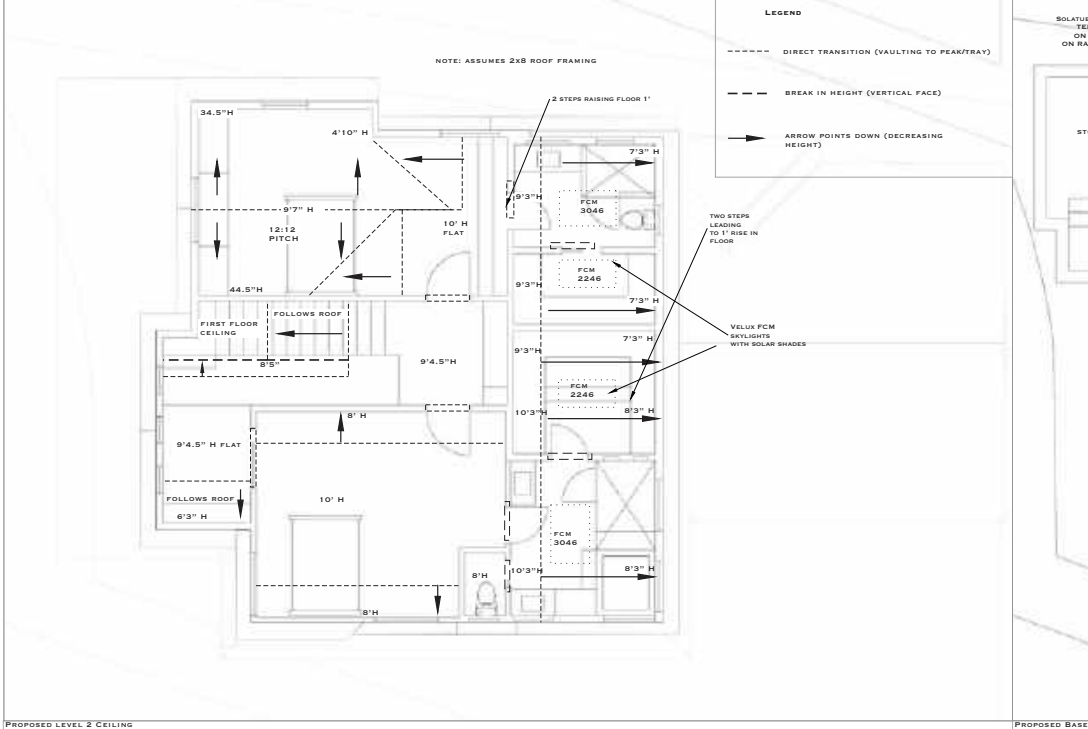 LEGEND
DIRECT TRANSITION (VAULTING TO PEAK/TRAY)
BREAK IN HEIGHT (VERTICAL FACE)
ARROW POINTS DOWN (DECREASING
HEIGHT)
SOLATUBE
ON
ON RA
NOTE: ASSUMES 2X8 ROOF FRAMING
2 STEPS RAISING FLOOR 1'
34.5"H
4'10" H
9'7" H
12:12
PITCH
10' H
FLAT
44.5"H
7'3" H
9'3"H
FCM
3046
TWO STEPS
LEADING
TO 1' RISE IN
FLOOR
FCM
2246
9'3"H
7'3" H
FIRST FLOOR
CEILING
FOLLOWS ROOF
8'5"
9'4.5"H
VELUX FCM
SKYLIGHTS
WITH SOLAR SHADES
7'3" H
9'3"H
FCM
2246
10'3"H
8'3" H
8' H
9'4.5" H FLAT
FOLLOWS ROOF
6'3" H
10' H
FCM
3046
10'3"H
8'3" H
8'H
8'H
PROPOSED LEVEL 2 CEILING
PROPOSED BASE